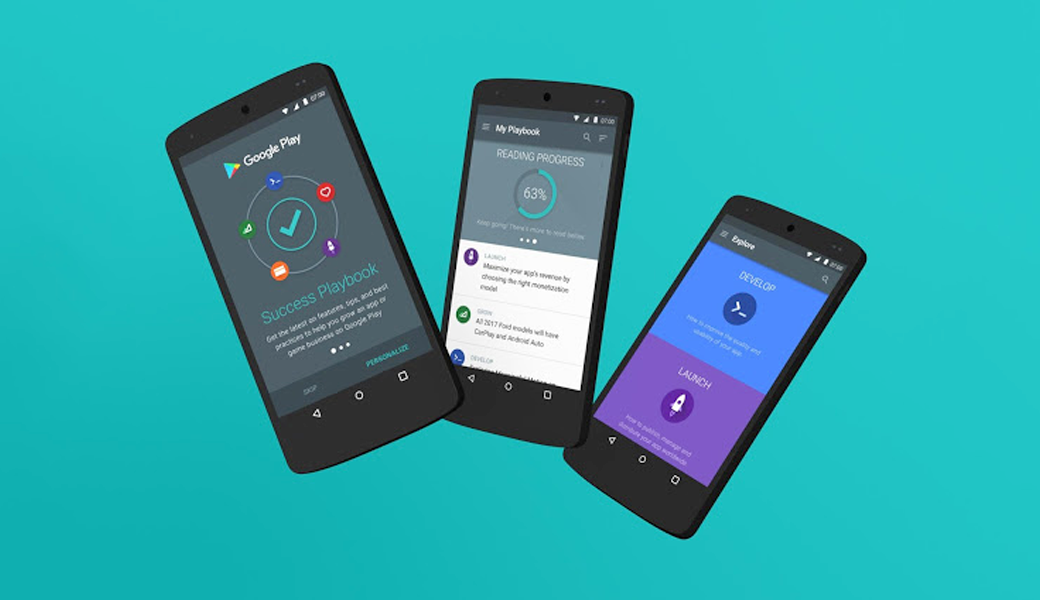 07:00
Google Play
Success Playbook
Get the latest on features, tips, and best
practices to help you grow an app or
game business on Google Play
SKIP
PERSONALIZE
07:00
My Playbook
READING PROGRESS
63%
Keep going! There's more to read below
LAUNCH
Maximize your app's revenue by
choosing the right monetization
model
GROW
All 2017 Ford models will have
CarPlay and Android Auto
DEVELOP
07:00
Explore
DEVELOP
How to improve the quality and
visibility of your app.
LAUNCH
How to publish, manage and
distribute your app worldwide